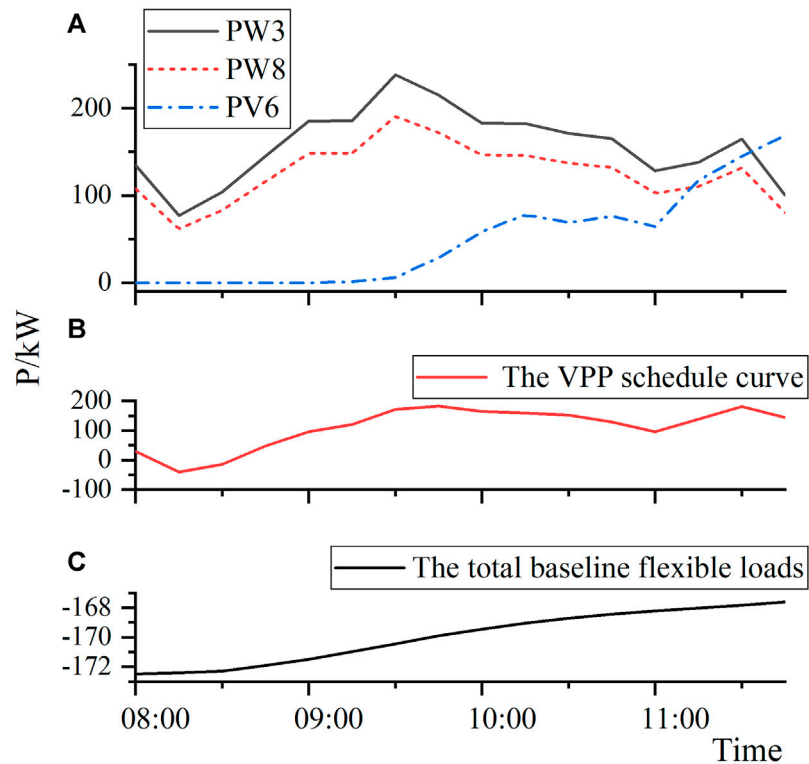 A
PW3
PW8
PV6
200
100
0
P/kW
B
The VPP schedule curve
200
100
0
-100
C
The total baseline flexible loads
-168
-170
-172
08:00 09:00 10:00 11:00
Time